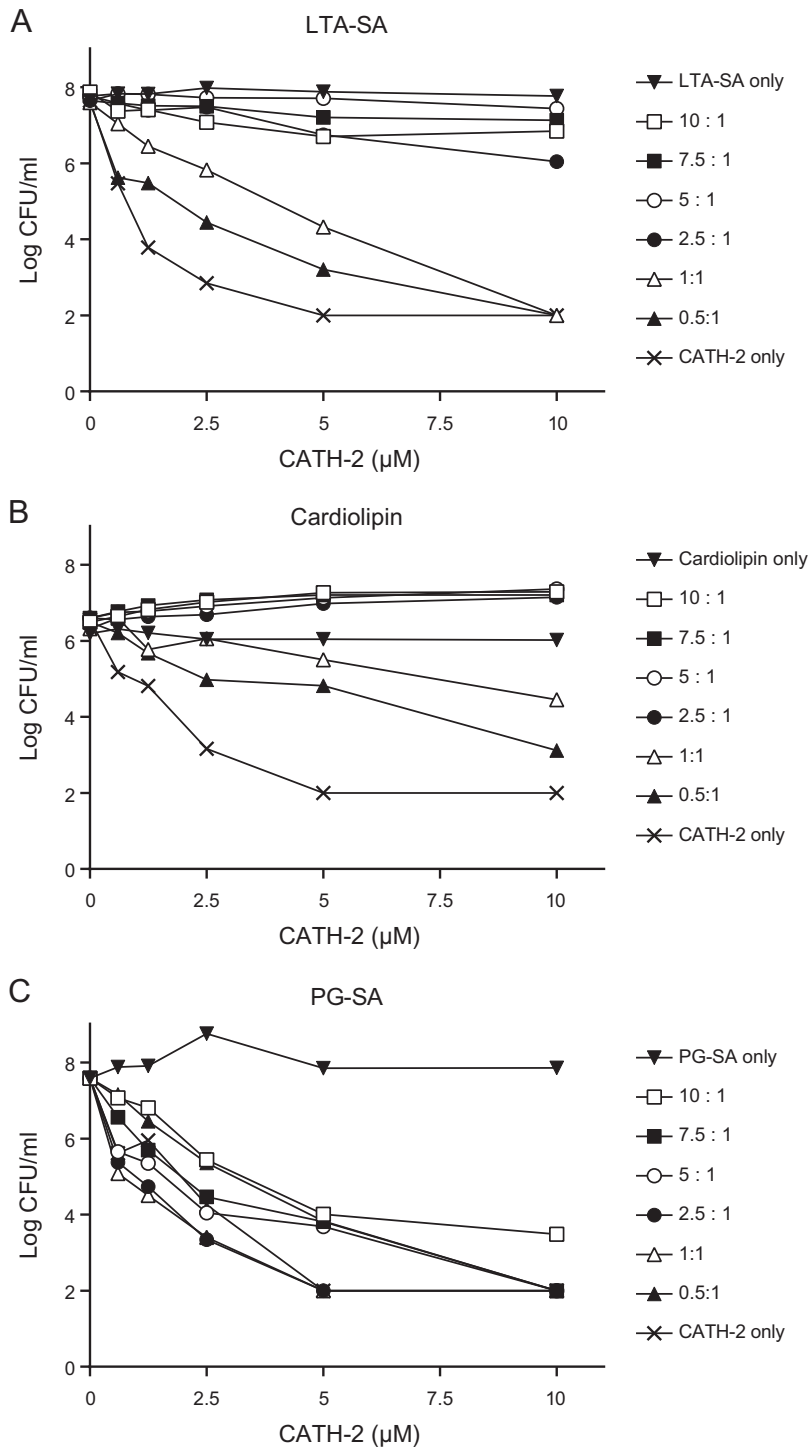 A
LTA-SA
Log CFU/ml
8
6
4
2
0
0 2.5 5 7.5 10
CATH-2 (µM)
LTA-SA only
10 : 1
7.5 : 1
5 : 1
2.5 : 1
1:1
0.5:1
CATH-2 only
B
Cardiolipin
Log CFU/ml
8
6
4
2
0
0 2.5 5 7.5 10
CATH-2 (µM)
Cardiolipin only
10 : 1
7.5 : 1
5 : 1
2.5 : 1
1:1
0.5:1
CATH-2 only
C
PG-SA
Log CFU/ml
8
6
4
2
0
0 2.5 5 7.5 10
CATH-2 (µM)
PG-SA only
10 : 1
7.5 : 1
5 : 1
2.5 : 1
1:1
0.5:1
CATH-2 only